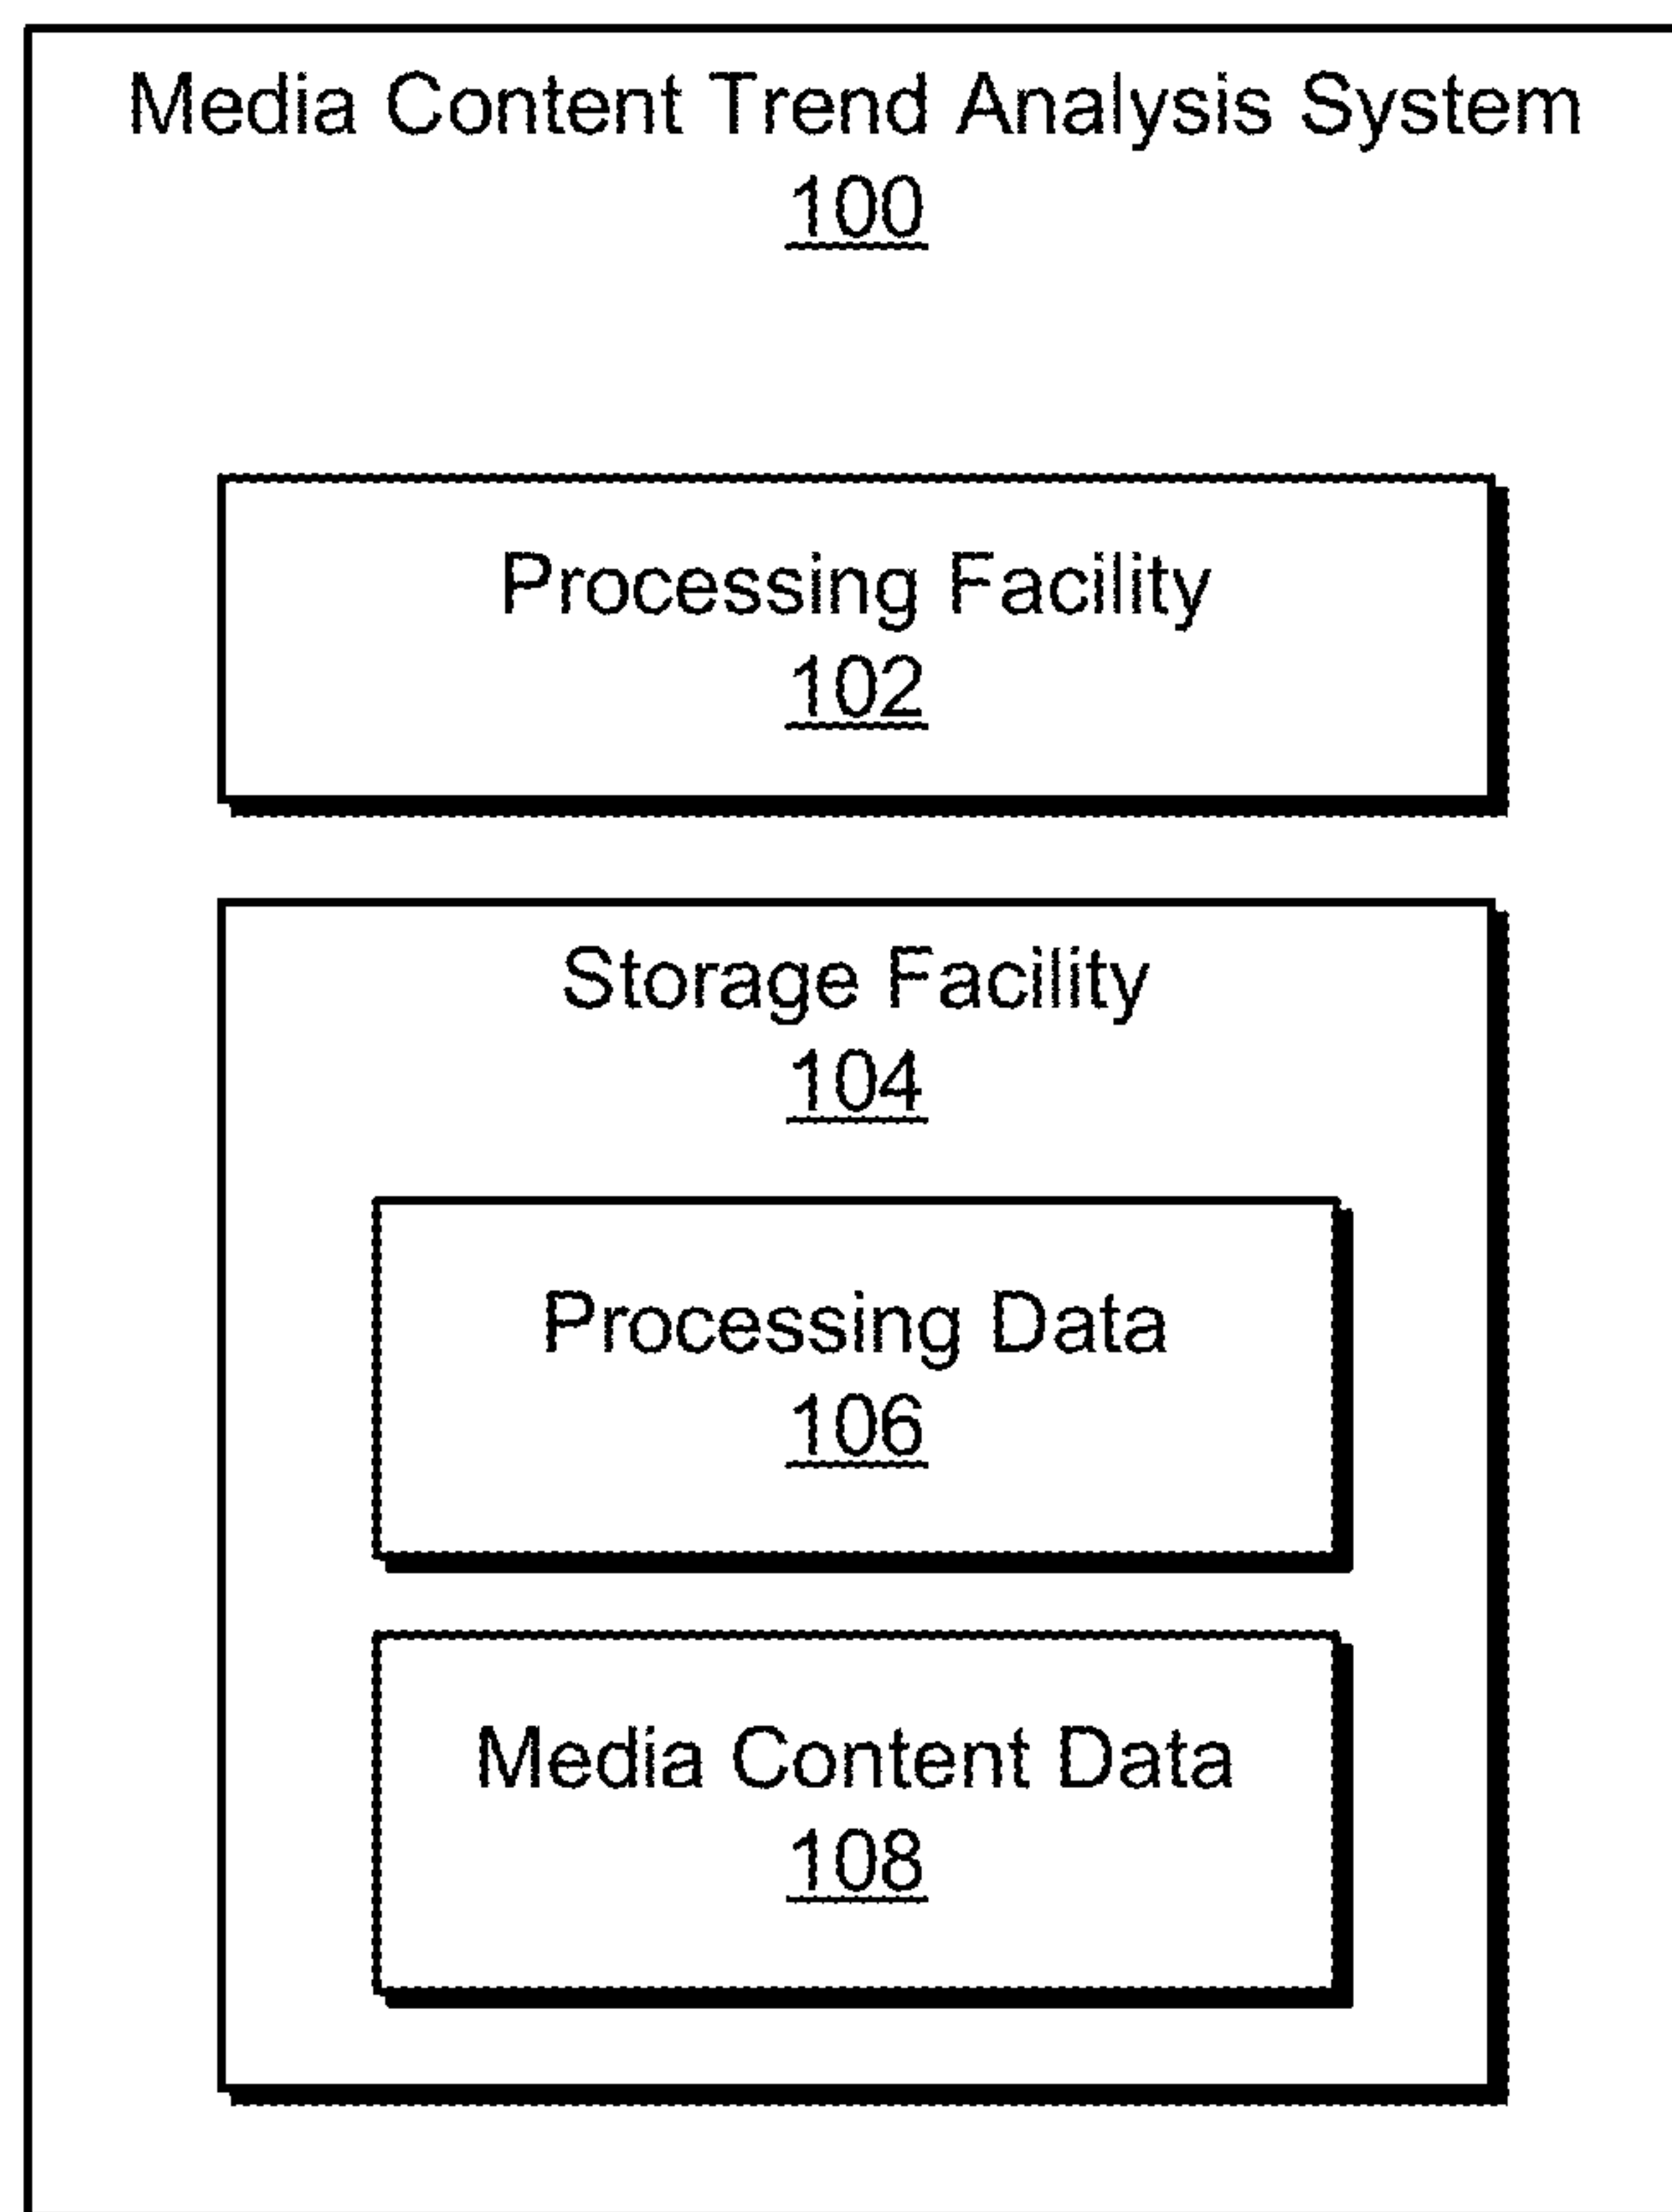 Media Content Trend Analysis System
100
Processing Facility
102
Storage Facility
104
Processing Data
106
Media Content Data
108